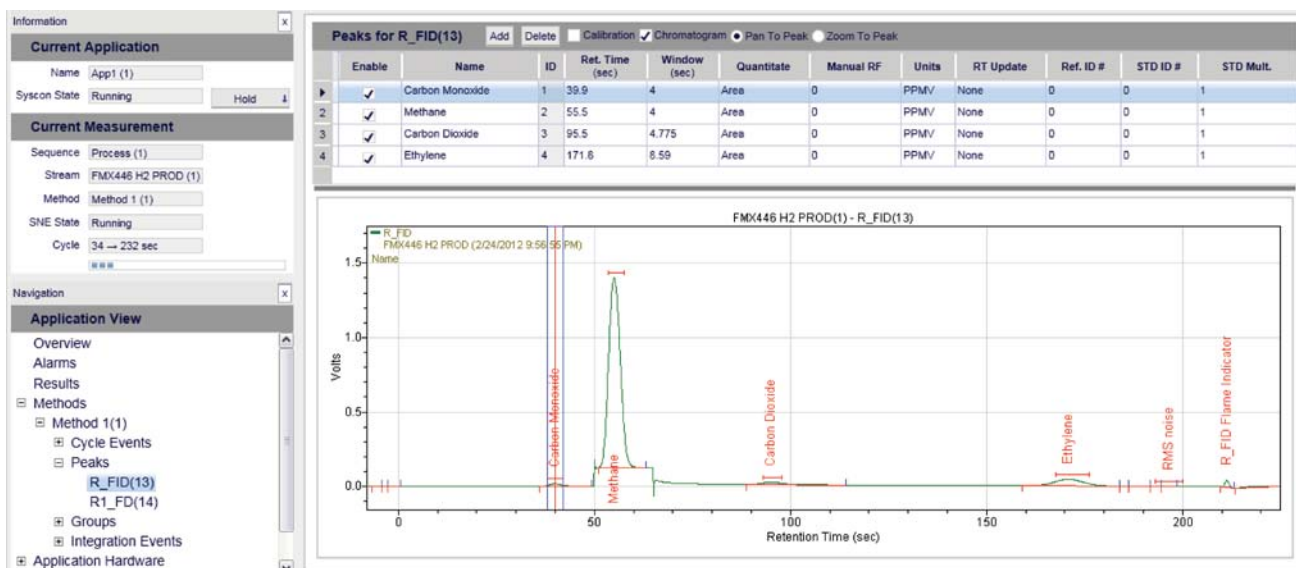 Information x
Current Application
Name App1 (1)
Syscon State Running Hold
Current Measurement
Sequence Process (1)
Stream FMX446 H2 PROD (1)
Method Method 1 (1)
SNE State Running
Cycle 34 → 232 sec
Navigation x
Application View
Overview
Alarms
Results
Methods
Method 1(1)
Cycle Events
Peaks
R_FID(13)
R1_FD(14)
Groups
Integration Events
Application Hardware
Peaks for R_FID(13) Add Delete Calibration Chromatogram Pan To Peak Zoom To Peak
Enable Name ID Ret. Time (sec) Window (sec) Quantitate Manual RF Units RT Update Ref. ID # STD ID # STD Mult.
Carbon Monoxide 1 39.9 4 Area 0 PPMV None 0 0 1
2 Methane 2 55.5 4 Area 0 PPMV None 0 0 1
3 Carbon Dioxide 3 95.5 4.775 Area 0 PPMV None 0 0 1
4 Ethylene 4 171.6 8.59 Area 0 PPMV None 0 0 1
FMX446 H2 PROD(1) - R_FID(13)
R_FID
FMX446 H2 PROD (2/24/2012 9:56:55 PM)
Name
1.5
1.0
0.5
0.0
Volts
Carbon Monoxide
Methane
Carbon Dioxide
Ethylene
RMS noise
R_FID Flame Indicator
0 50 100 150 200
Retention Time (sec)